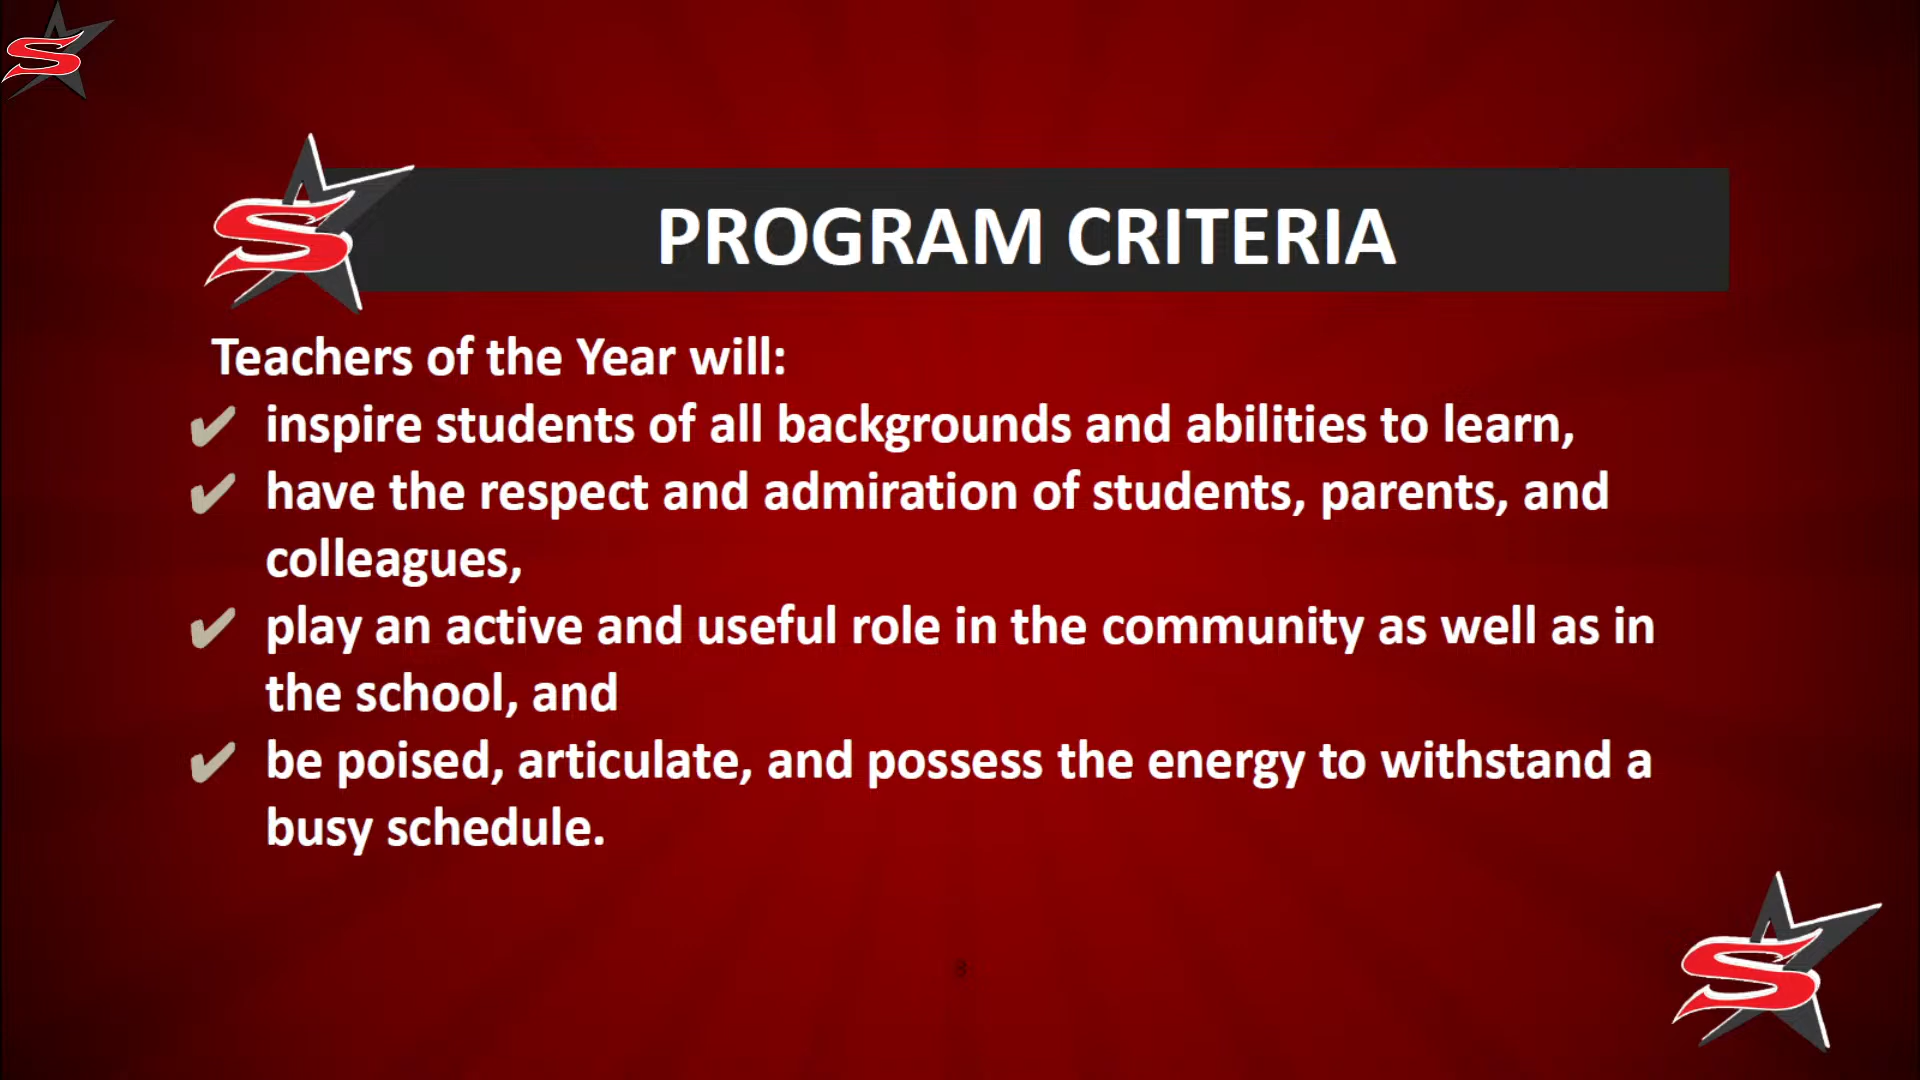 S
S
PROGRAM CRITERIA
Teachers of the Year will:
✔ inspire students of all backgrounds and abilities to learn,
✔ have the respect and admiration of students, parents, and
colleagues,
✔ play an active and useful role in the community as well as in
the school, and
✔ be poised, articulate, and possess the energy to withstand a
busy schedule.
3
S